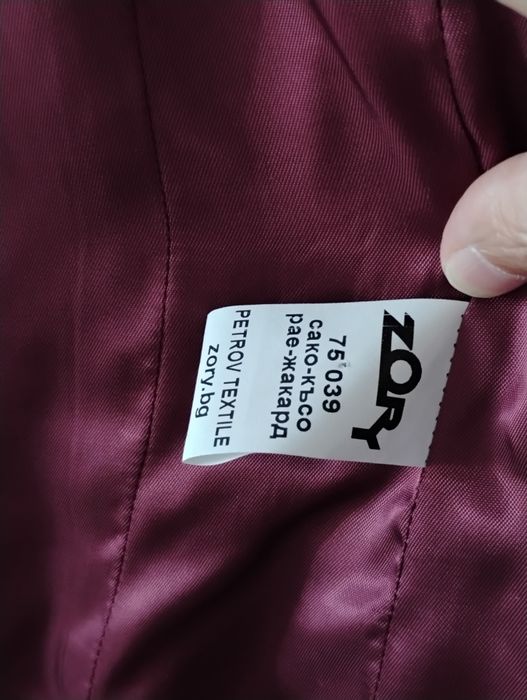 ZORY
75 039
сако-късо
рае-жакард
PETROV TEXTILE
zory.bg